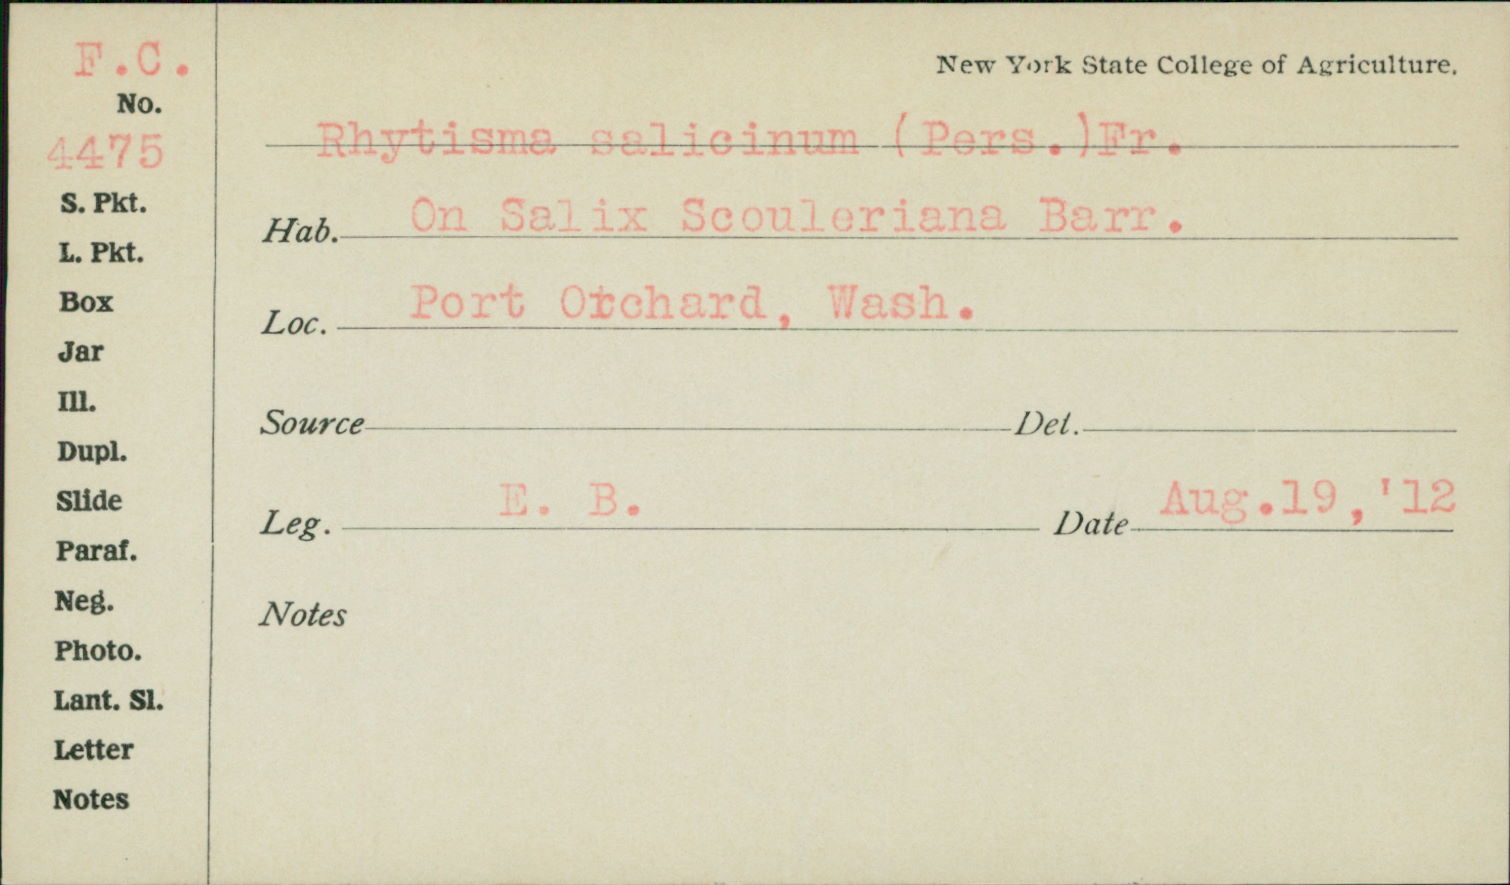 F.C.
No.
4475
S. Pkt.
L. Pkt.
Box
Jar
Ill.
Dupl.
Slide
Paraf.
Neg.
Photo.
Lant. Sl.
Letter
Notes
New York State College of Agriculture.
Rhytisma salicinum (Pers.)Fr.
Hab. On Salix Scouleriana Barr.
Loc. Port Orchard, Wash.
Source Det.
Leg. E. B. Date Aug.19,'12
Notes